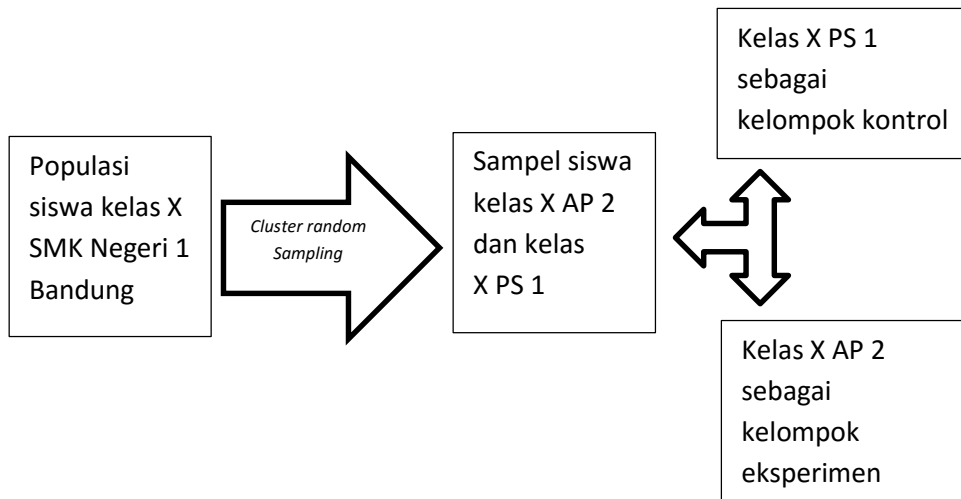 Populasi
siswa kelas X
SMK Negeri 1
Bandung
Cluster random
Sampling
Sampel siswa
kelas X AP 2
dan kelas
X PS 1
Kelas X PS 1
sebagai
kelompok kontrol
Kelas X AP 2
sebagai
kelompok
eksperimen